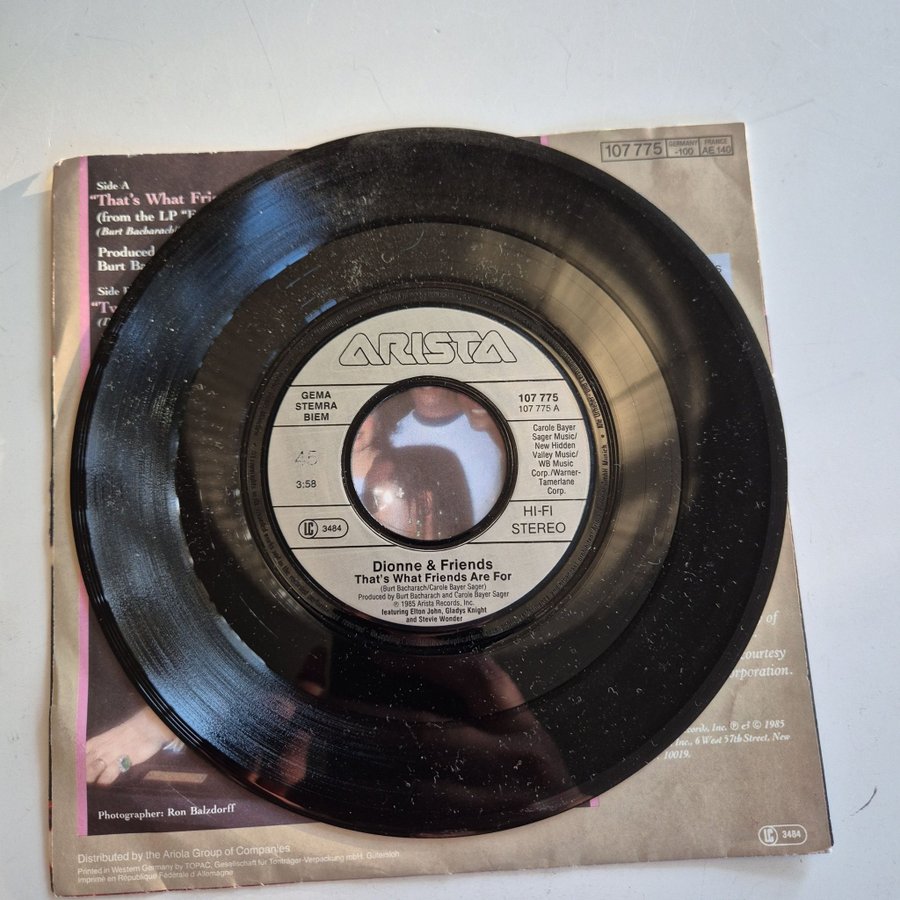 107 775 GERMANY -100 FRANCE AE 140
Side A
"That's What Frie
(from the LP "F
(Burt Bacharach/
Produced
Burt Ba
Side
"Tw
ARISTA
GEMA
STEMRA
BIEM
45
3:58
LC 3484
107 775
107 775 A
Carole Bayer
Sager Music/
New Hidden
Valley Music/
WB Music
Corp./Warner-
Tamerlane
Corp.
HI-FI
STEREO
Dionne & Friends
That's What Friends Are For
(Burt Bacharach/Carole Bayer Sager)
Produced by Burt Bacharach and Carole Bayer Sager
℗ 1985 Arista Records, Inc.
featuring Elton John, Gladys Knight
and Stevie Wonder
of
ourtesy
rporation.
cords, Inc. ℗ & © 1985
Inc., 6 West 57th Street, New
10019.
Photographer: Ron Balzdorff
LC 3484
Distributed by the Ariola Group of Companies
Printed in Western Germany by TOPAC, Gesellschaft für Tonträger-Verpackung mbH, Gütersloh
Imprimé en République Fédérale d'Allemagne